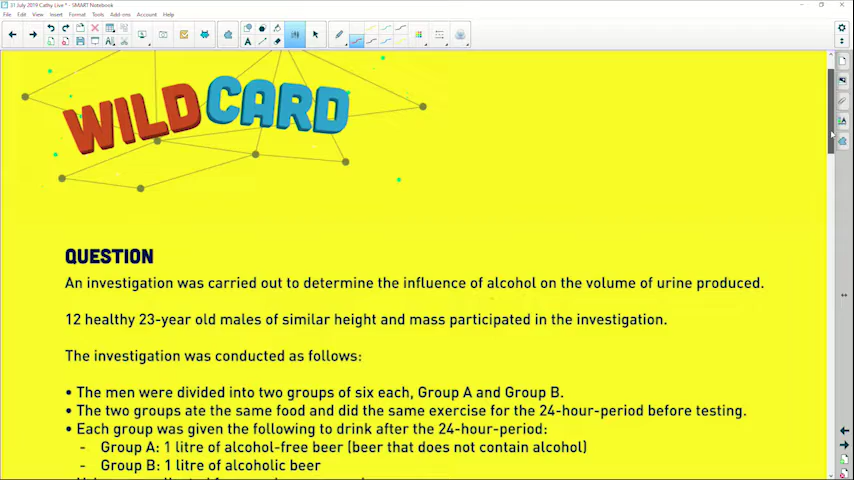 31 July 2019 Cathy Live * - SMART Notebook
File Edit View Insert Format Tools Add-ons Account Help
WILD CARD
QUESTION
An investigation was carried out to determine the influence of alcohol on the volume of urine produced.
12 healthy 23-year old males of similar height and mass participated in the investigation.
The investigation was conducted as follows:
• The men were divided into two groups of six each, Group A and Group B.
• The two groups ate the same food and did the same exercise for the 24-hour-period before testing.
• Each group was given the following to drink after the 24-hour-period:
- Group A: 1 litre of alcohol-free beer (beer that does not contain alcohol)
- Group B: 1 litre of alcoholic beer